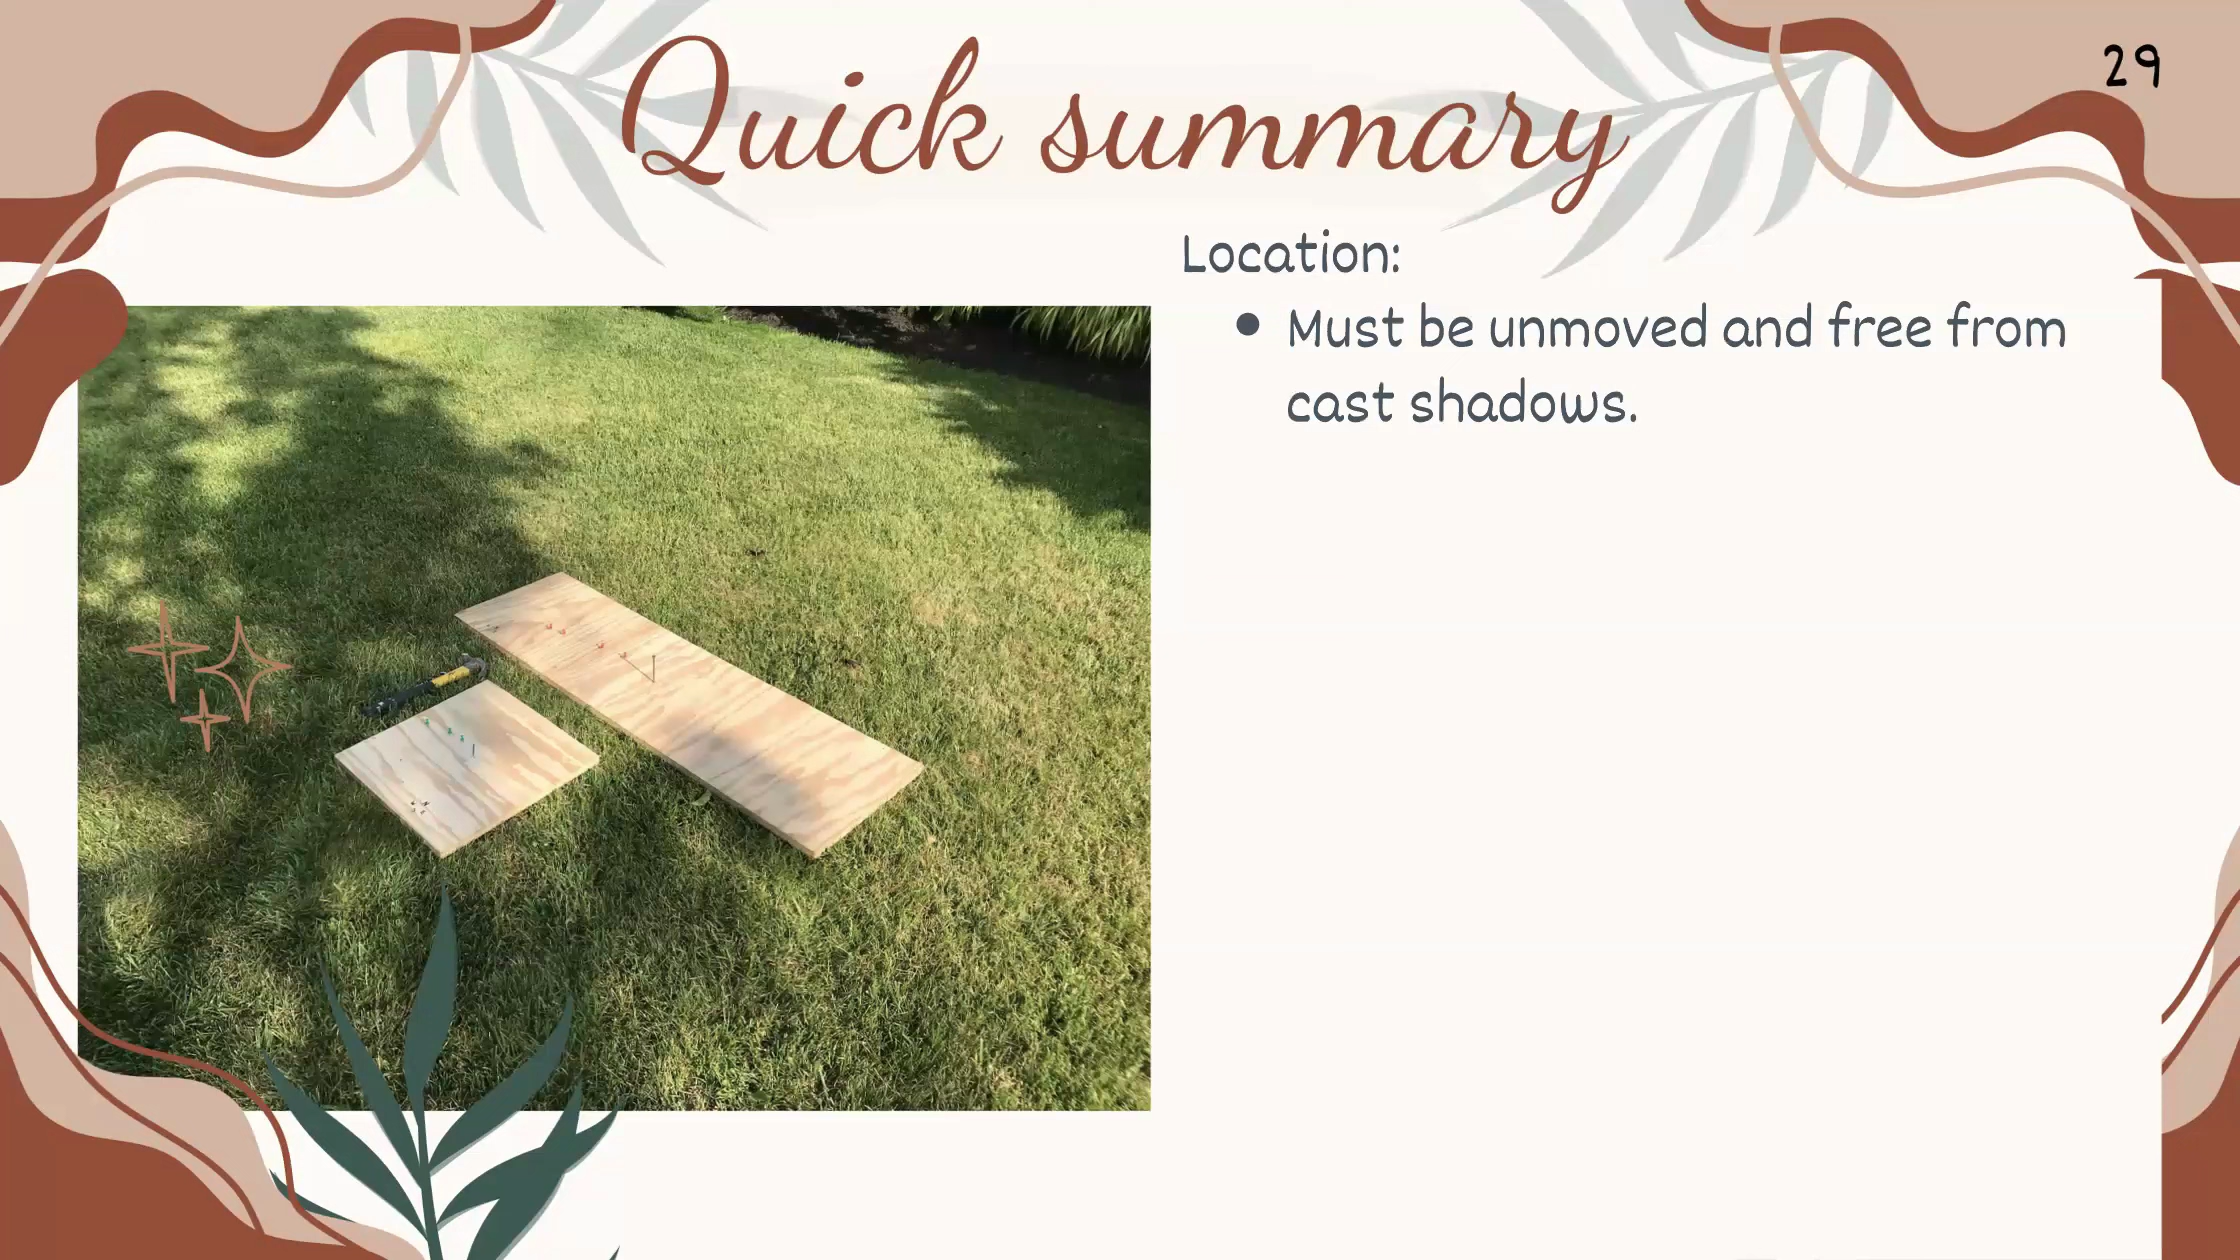 29
Quick summary
Location:
• Must be unmoved and free from
cast shadows.